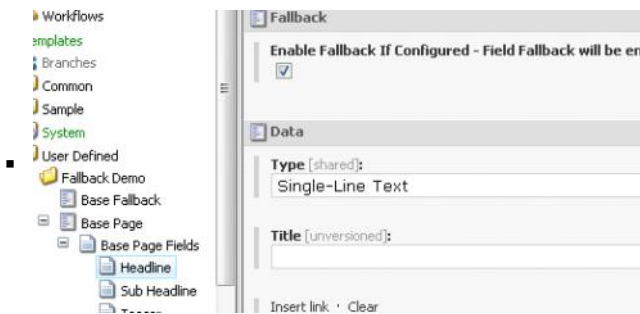 Workflows
emplates
Branches
Common
Sample
System
User Defined
Fallback Demo
Base Fallback
Base Page
Base Page Fields
Headline
Sub Headline
Fallback
Enable Fallback If Configured - Field Fallback will be en
Data
Type [shared]:
Single-Line Text
Title [unversioned]:
Insert link · Clear